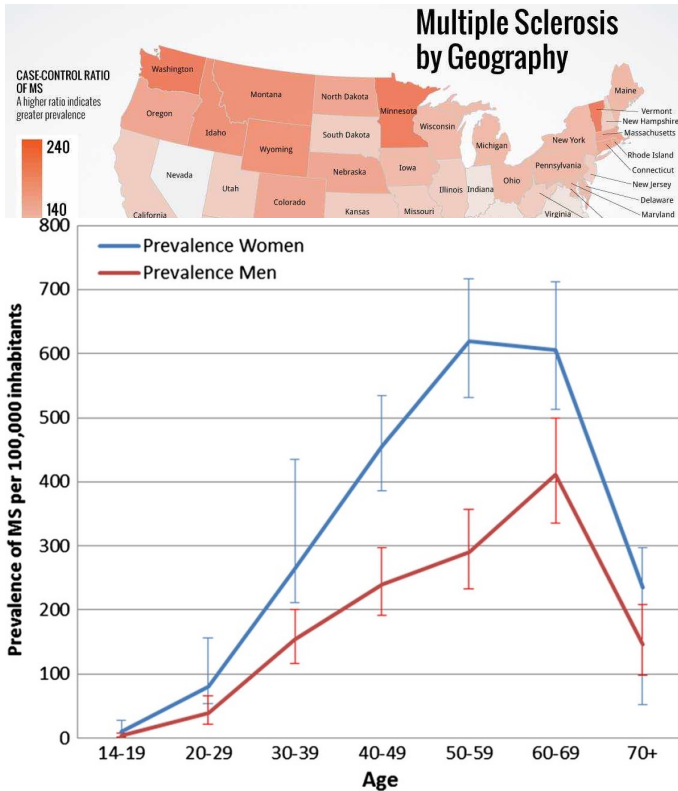 Multiple Sclerosis
by Geography
CASE-CONTROL RATIO
OF MS
A higher ratio indicates
greater prevalence
240
140
Washington
Montana
North Dakota
Minnesota
Maine
Oregon
Idaho
Wyoming
South Dakota
Wisconsin
Michigan
New York
Vermont
New Hampshire
Massachusetts
Rhode Island
Connecticut
New Jersey
Delaware
Maryland
Nevada
Utah
Colorado
Nebraska
Iowa
Illinois
Indiana
Ohio
Pennsylvania
California
Kansas
Missouri
Virginia
Prevalence Women
Prevalence Men
Prevalence of MS per 100,000 inhabitants
800
700
600
500
400
300
200
100
0
14-19 20-29 30-39 40-49 50-59 60-69 70+
Age